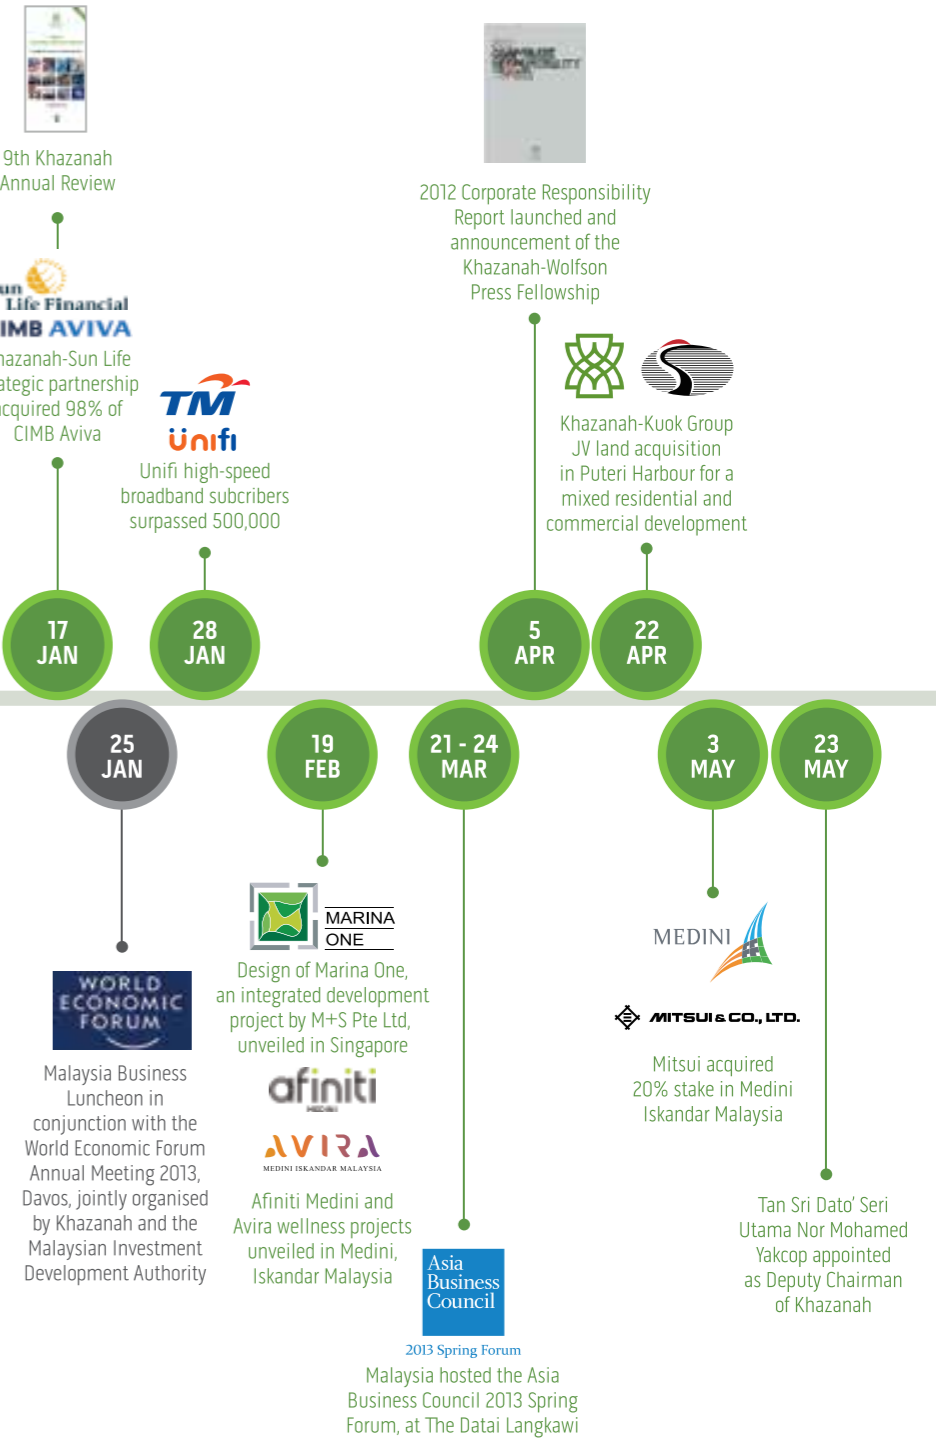 9th Khazanah
Annual Review
un
Life Financial
IMB AVIVA
hazanah-Sun Life
ategic partnership
acquired 98% of
CIMB Aviva
17
JAN
TM
unifi
Unifi high-speed
broadband subcribers
surpassed 500,000
28
JAN
2012 Corporate Responsibility
Report launched and
announcement of the
Khazanah-Wolfson
Press Fellowship
5
APR
Khazanah-Kuok Group
JV land acquisition
in Puteri Harbour for a
mixed residential and
commercial development
22
APR
25
JAN
WORLD
ECONOMIC
FORUM
Malaysia Business
Luncheon in
conjunction with the
World Economic Forum
Annual Meeting 2013,
Davos, jointly organised
by Khazanah and the
Malaysian Investment
Development Authority
19
FEB
MARINA
ONE
Design of Marina One,
an integrated development
project by M+S Pte Ltd,
unveiled in Singapore
afiniti
MEDINI
AVIRA
MEDINI ISKANDAR MALAYSIA
Afiniti Medini and
Avira wellness projects
unveiled in Medini,
Iskandar Malaysia
21 - 24
MAR
Asia
Business
Council
2013 Spring Forum
Malaysia hosted the Asia
Business Council 2013 Spring
Forum, at The Datai Langkawi
3
MAY
MEDINI
MITSUI & CO., LTD.
Mitsui acquired
20% stake in Medini
Iskandar Malaysia
23
MAY
Tan Sri Dato’ Seri
Utama Nor Mohamed
Yakcop appointed
as Deputy Chairman
of Khazanah